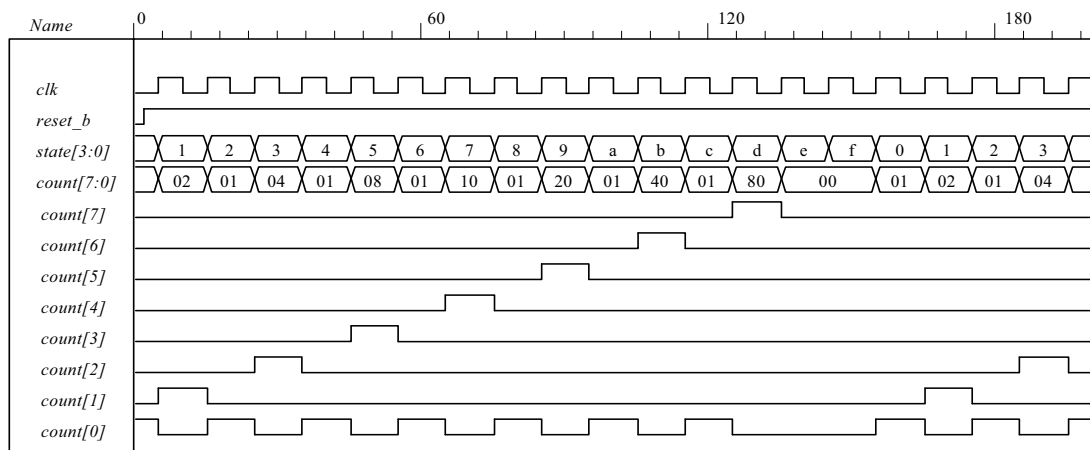 Name 0 60 120 180
clk
reset_b
state[3:0] 1 2 3 4 5 6 7 8 9 a b c d e f 0 1 2 3
count[7:0] 02 01 04 01 08 01 10 01 20 01 40 01 80 00 01 02 01 04
count[7]
count[6]
count[5]
count[4]
count[3]
count[2]
count[1]
count[0]